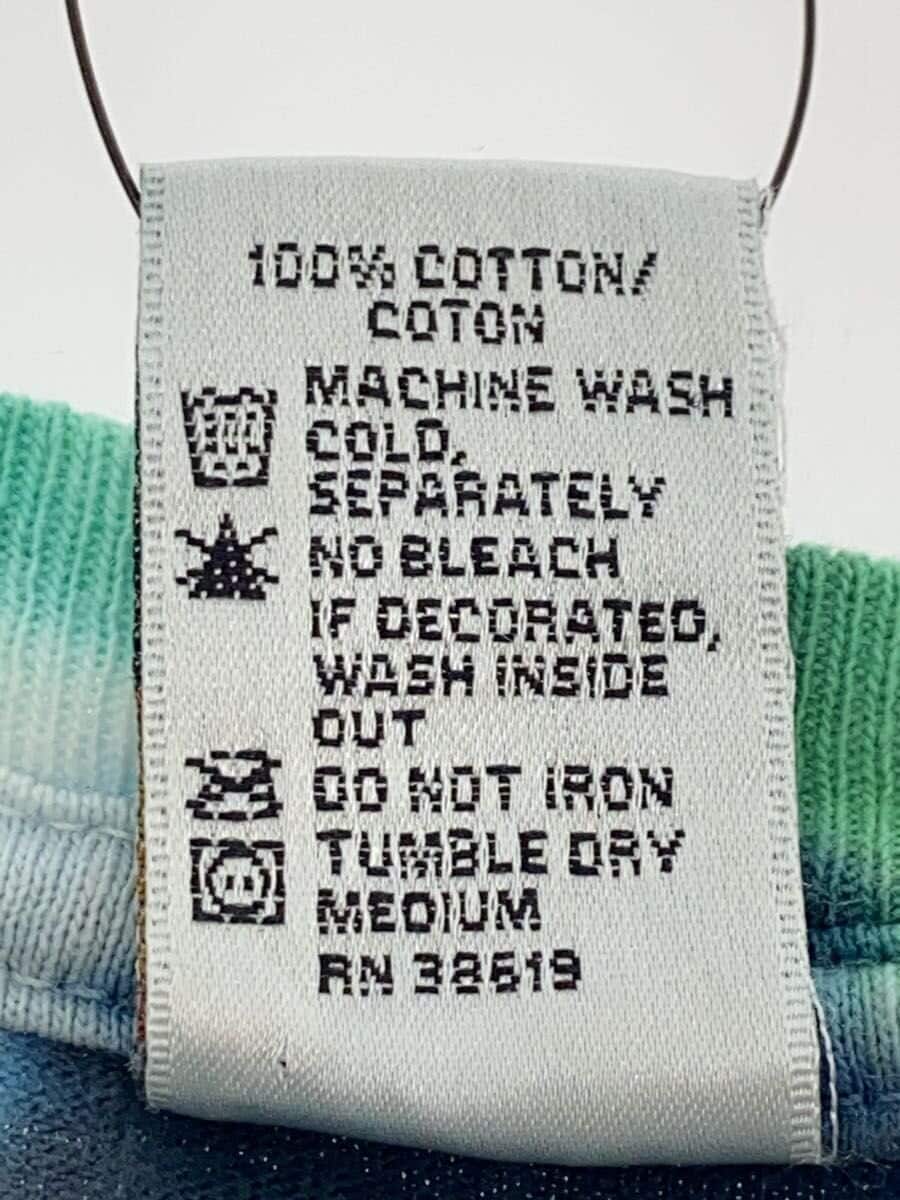 100% COTTON/
COTON
MACHINE WASH
COLD,
SEPARATELY
NO BLEACH
IF DECORATED,
WASH INSIDE
OUT
DO NOT IRON
TUMBLE DRY
MEDIUM
RN 38619